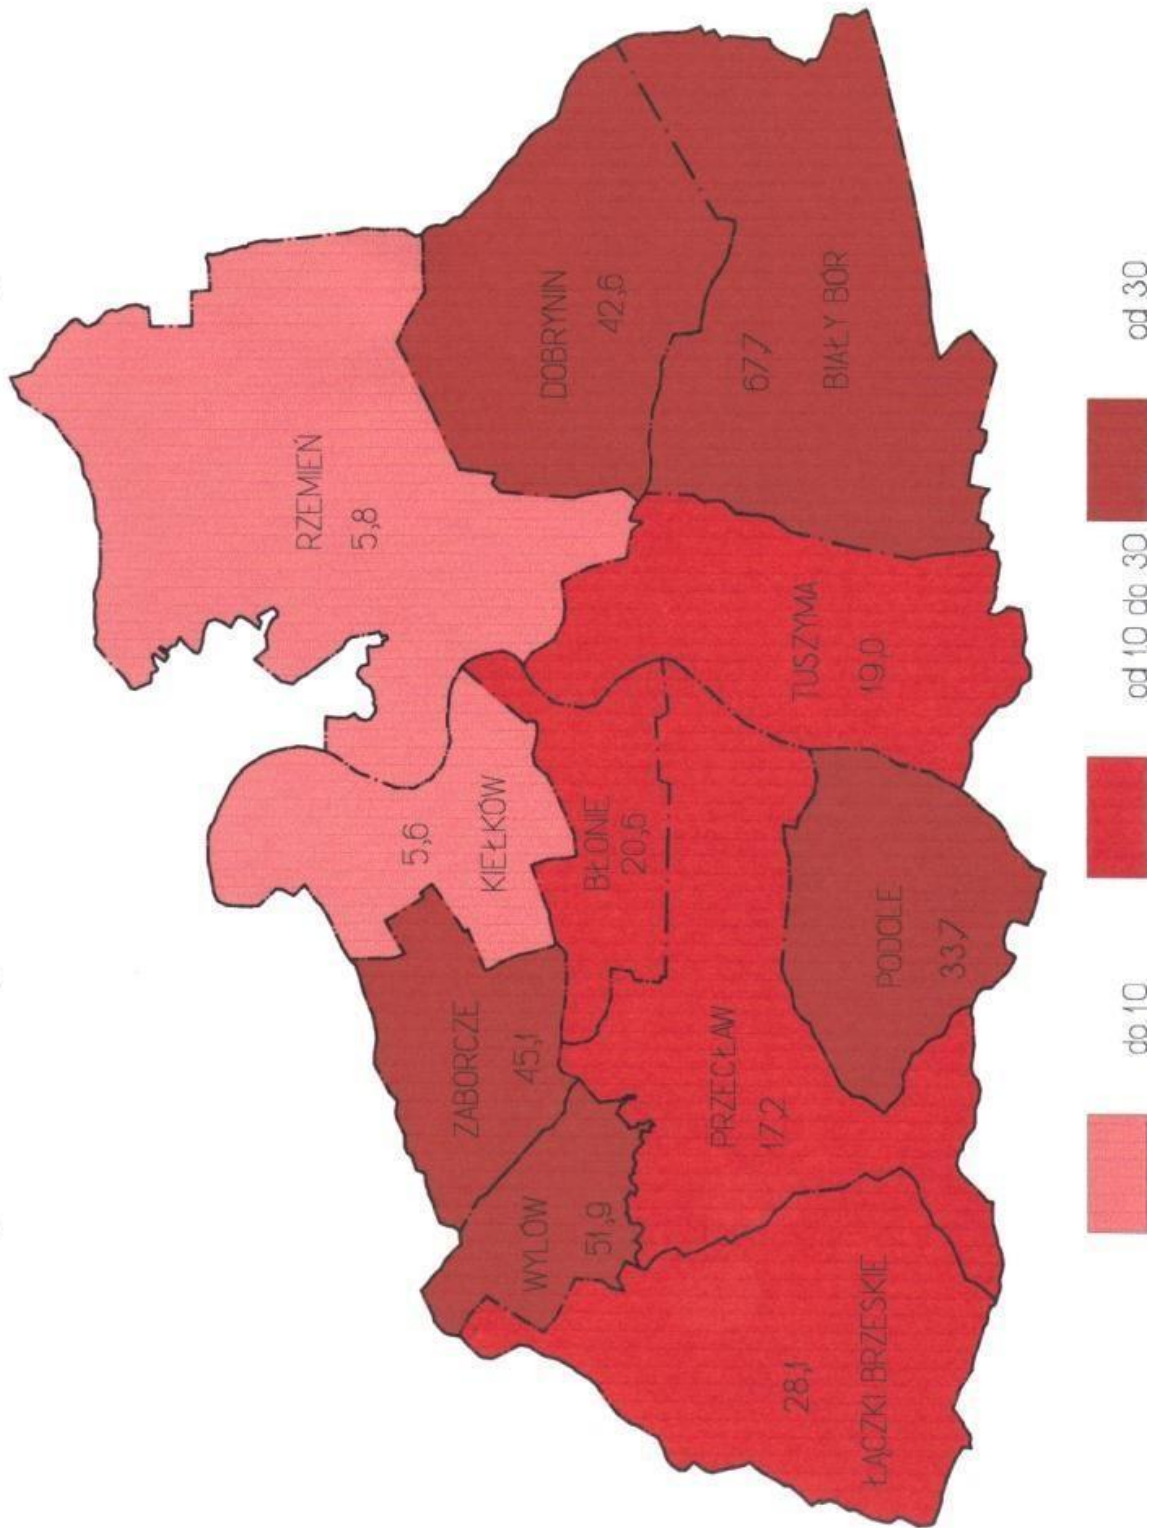 RZEMIEŃ
5,8
DOBRYNIN
42,6
67,7
BIAŁY BÓR
5,6
KIEŁKÓW
BŁONIE
20,6
TUSZYMA
19,0
ZABORCZE
45,1
WYLÓW
51,9
PRZECŁAW
17,2
PODOLE
33,7
28,1
ŁĄCZKI BRZESKIE
do 10
od 10 do 30
od 30